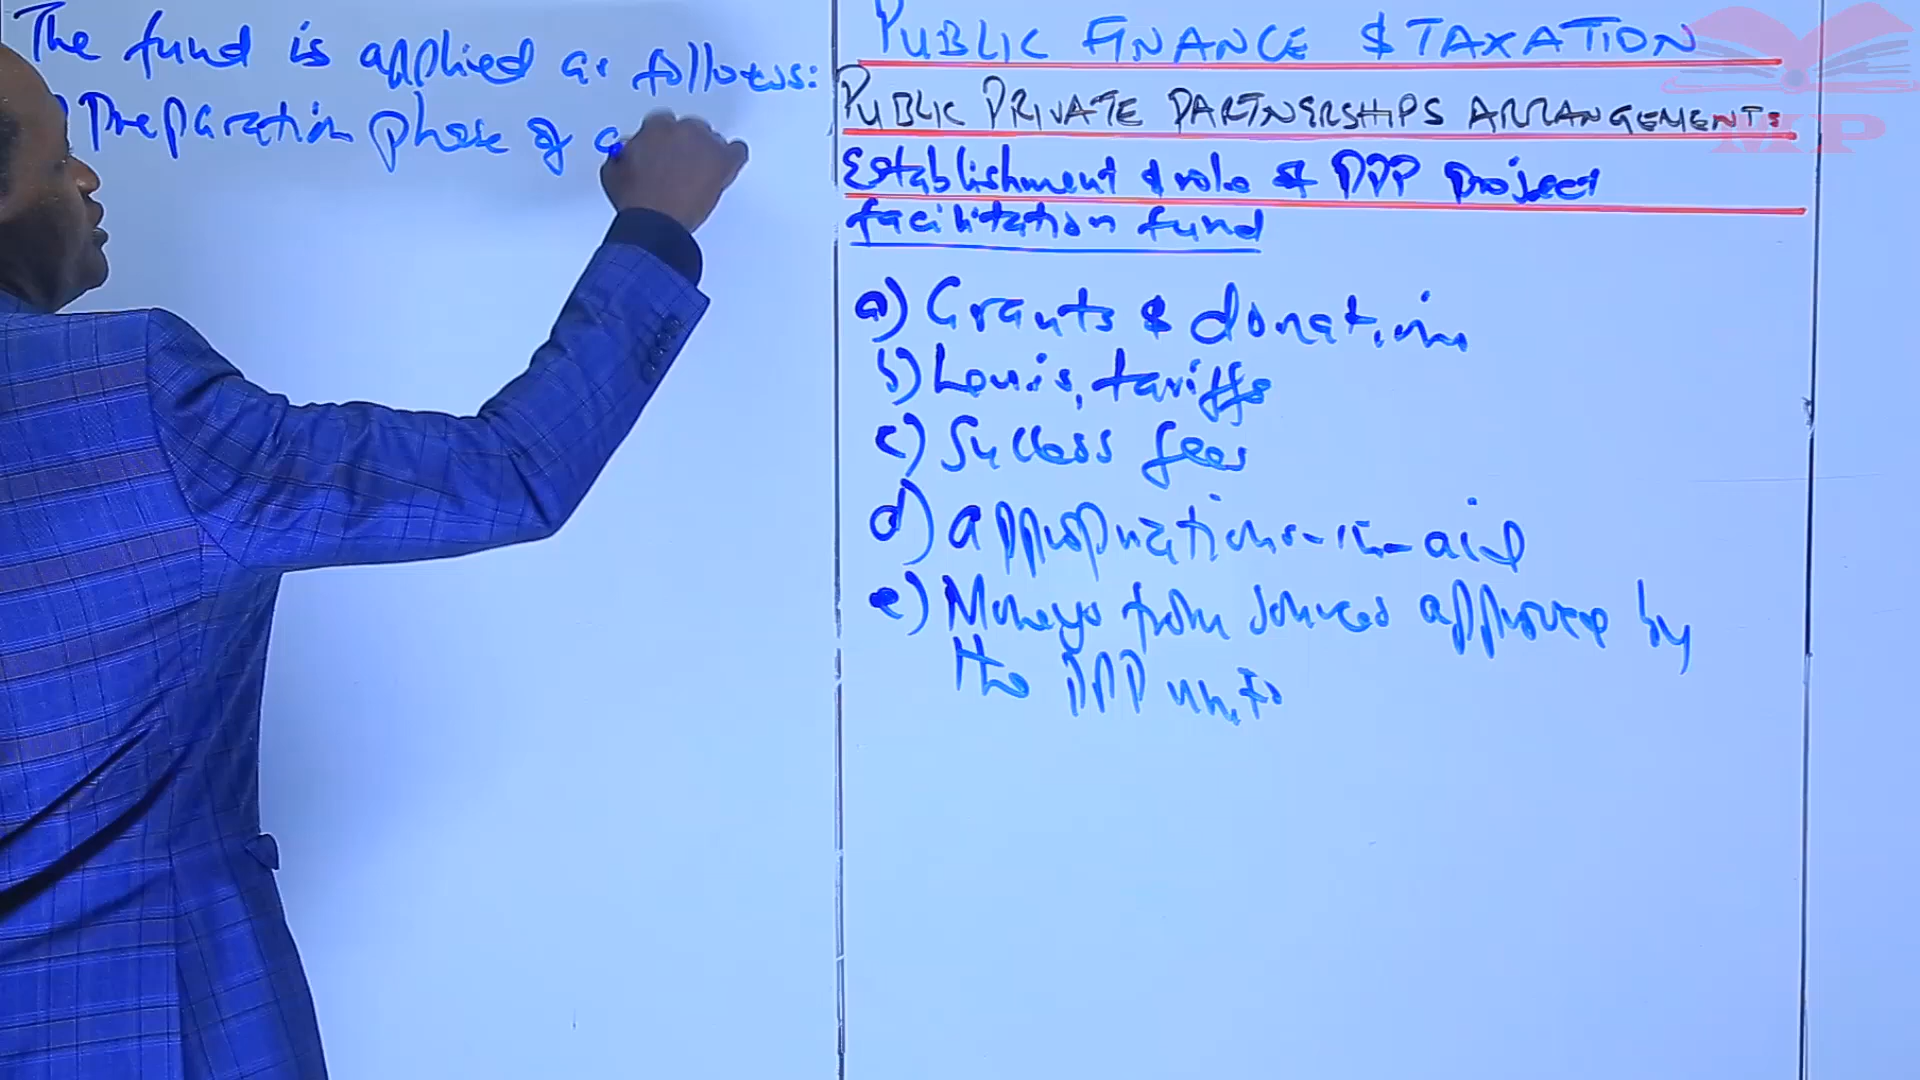 The fund is applied as follows:
Preparation phase of a
PUBLIC FINANCE & TAXATION
PUBLIC PRIVATE PARTNERSHIPS ARRANGEMENTS
Establishment & role of PPP project
facilitation fund
a) Grants & donations
b) Levis, tariffs
c) Success fees
d) appropriations-in-aid
e) Moneys from sources approved by
the PPP unit
MP